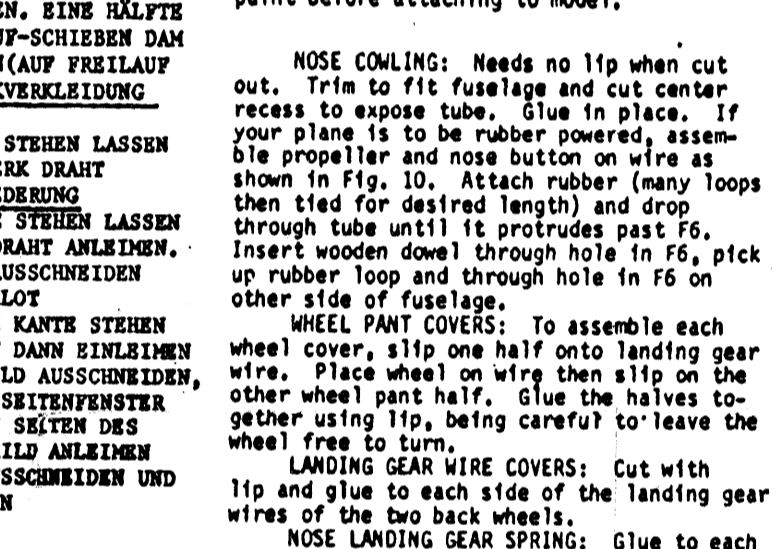 EN. EINE HÄLFTE
UF-SCHIEBEN DAM
(AUF FREILAUF
VERKLEIDUNG
STEHEN LASSEN
ERK DRAHT
DERUNG
STEHEN LASSEN
DRAHT ANLEIMEN.
USSCHNEIDEN
LOT
KANTE STEHEN
DANN EINLEIMEN
LD AUSSCHNEIDEN,
SEITENFENSTER
SEITEN DES
ILD ANLEIMEN
SSCHNEIDEN UND
N
paint before attaching to model.
NOSE COWLING: Needs no lip when cut
out. Trim to fit fuselage and cut center
recess to expose tube. Glue in place. If
your plane is to be rubber powered, assem-
ble propeller and nose button on wire as
shown in Fig. 10. Attach rubber (many loops
then tied for desired length) and drop
through tube until it protrudes past F6.
Insert wooden dowel through hole in F6, pick
up rubber loop and through hole in F6 on
other side of fuselage.
WHEEL PANT COVERS: To assemble each
wheel cover, slip one half onto landing gear
wire. Place wheel on wire then slip on the
other wheel pant half. Glue the halves to-
gether using lip, being careful to leave the
wheel free to turn.
LANDING GEAR WIRE COVERS: Cut with
lip and glue to each side of the landing gear
wires of the two back wheels.
NOSE LANDING GEAR SPRING: Glue to each